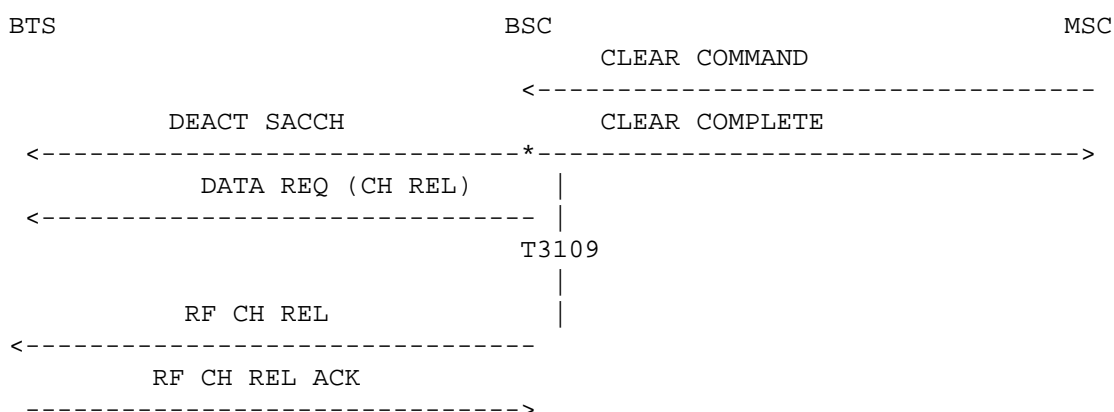 BTS BSC MSC
CLEAR COMMAND
DEACT SACCH CLEAR COMPLETE
DATA REQ (CH REL)
T3109
RF CH REL
RF CH REL ACK